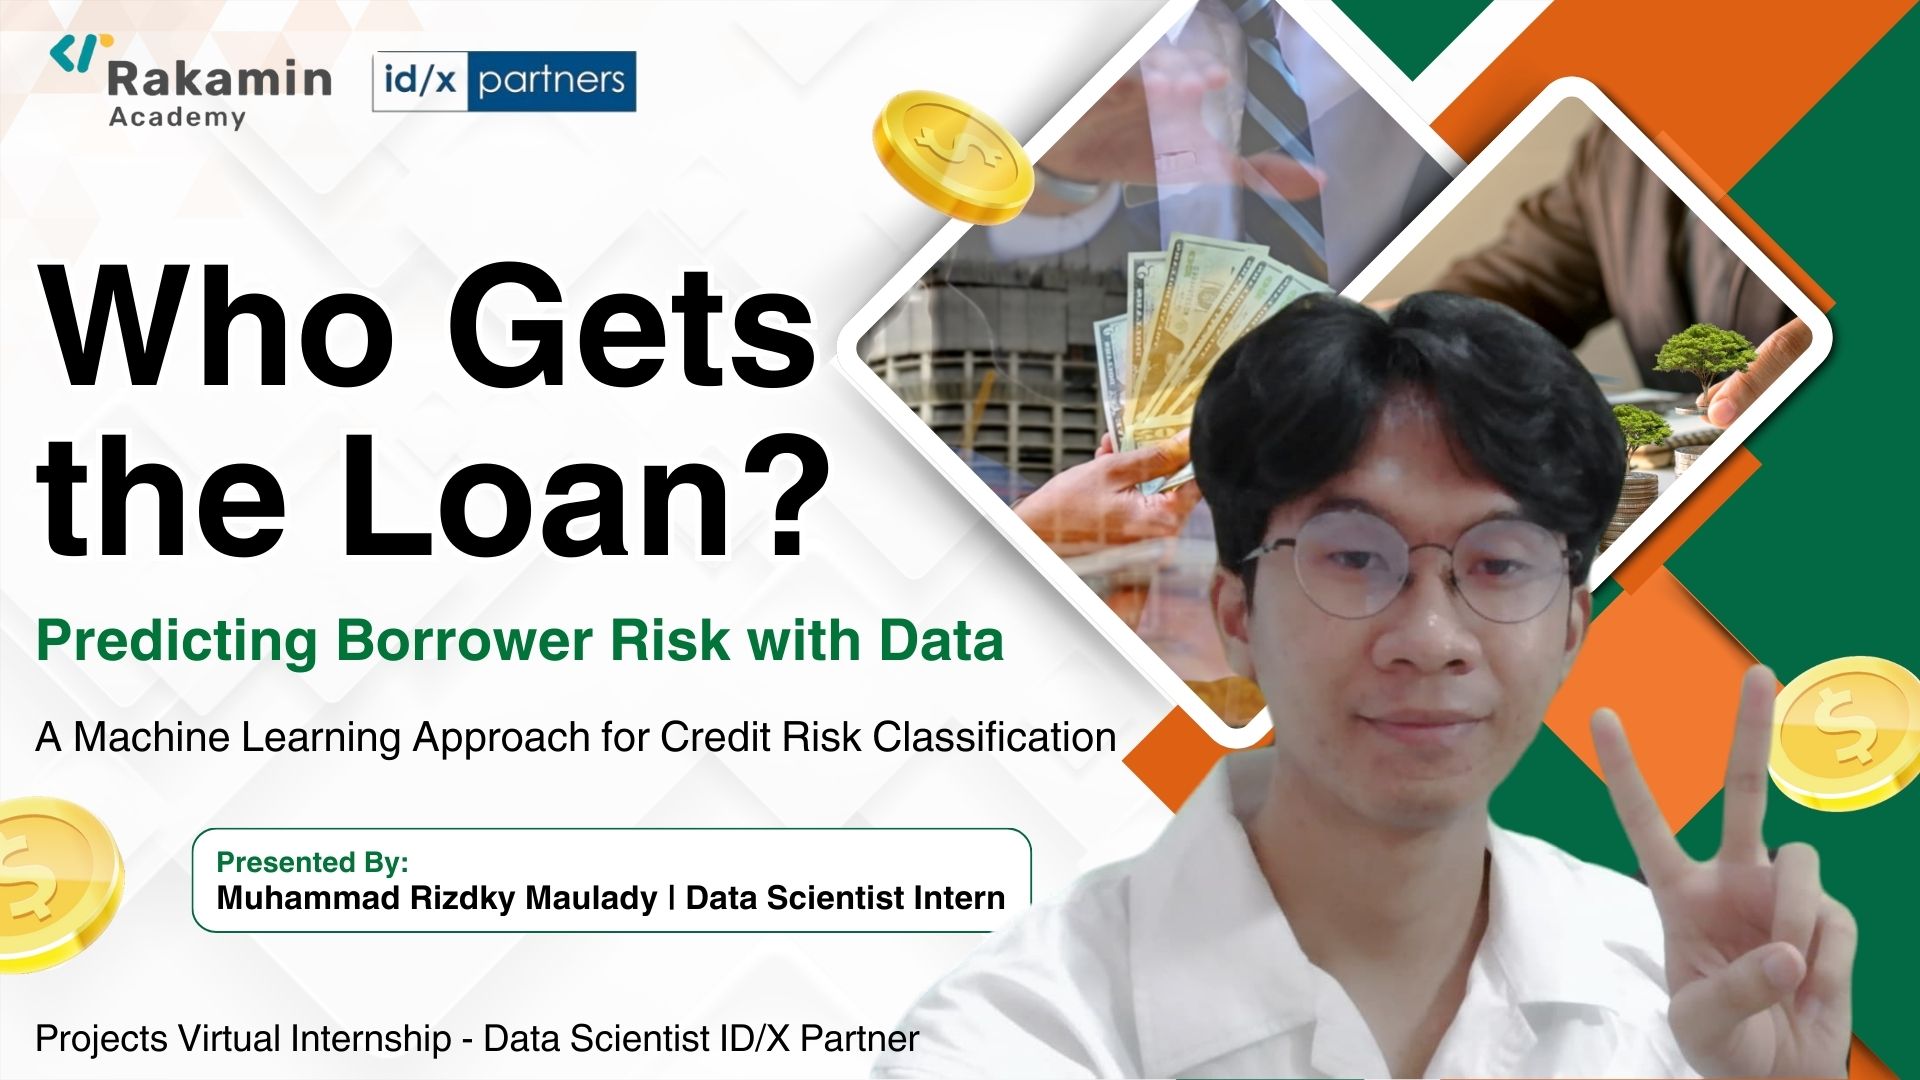 Rakamin
Academy
id/x partners
Who Gets
the Loan?
Predicting Borrower Risk with Data
A Machine Learning Approach for Credit Risk Classification
Presented By:
Muhammad Rizdky Maulady | Data Scientist Intern
Projects Virtual Internship - Data Scientist ID/X Partner